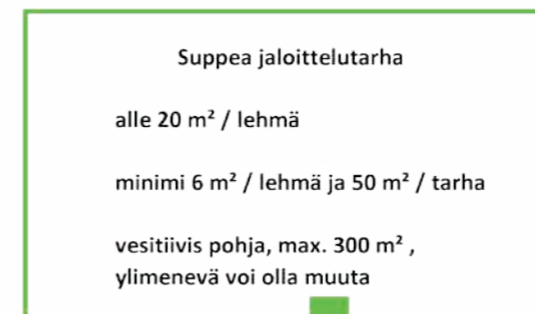 Suppea jaloittelutarha
alle 20 m² / lehmä
minimi 6 m² / lehmä ja 50 m² / tarha
vesitiivis pohja, max. 300 m² ,
ylimenevä voi olla muuta